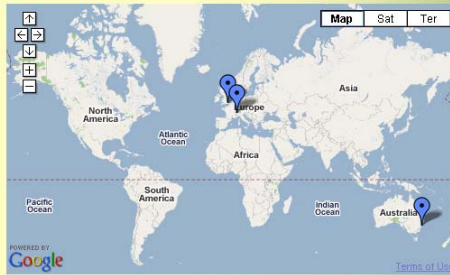 Map Sat Ter
Asia
Europe
North
America
Atlantic
Ocean
Africa
South
America
Pacific
Ocean
Indian
Ocean
Australia
POWERED BY
Google
Terms of Us